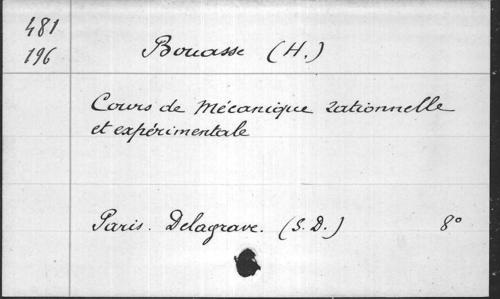 481
196
Bouasse (H.)
Cours de Mécanique rationnelle
et expérimentale
Paris. Delagrave. (S.D.) 8°